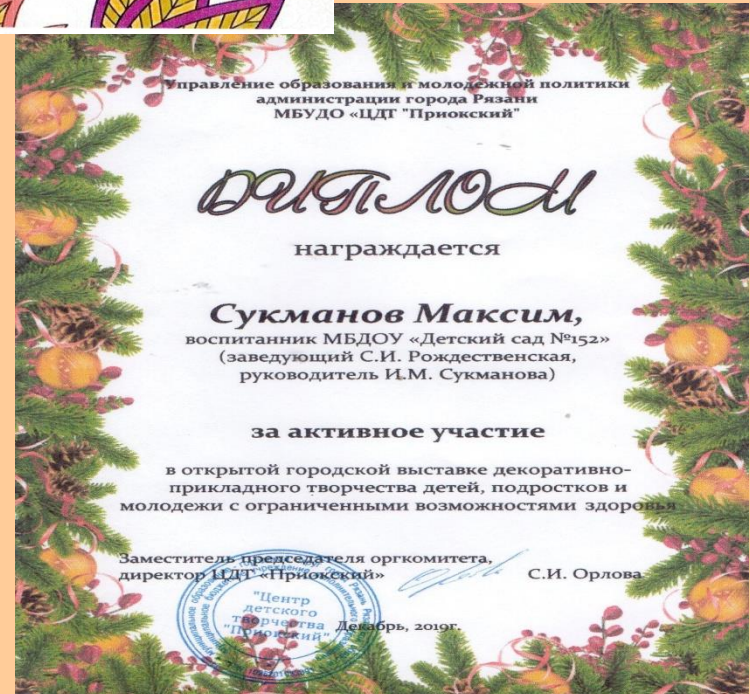 Управление образования и молодежной политики
администрации города Рязани
МБУДО «ЦДТ "Приокский"
ДИПЛОМ
награждается
Сукманов Максим,
воспитанник МБДОУ «Детский сад №152»
(заведующий С.И. Рождественская,
руководитель И.М. Сукманова)
за активное участие
в открытой городской выставке декоративно-
прикладного творчества детей, подростков и
молодежи с ограниченными возможностями здоровья
Заместитель председателя оргкомитета,
директор ЦДТ «Приокский» С.И. Орлова
"Центр
детского
творчества
"Приокский"
Декабрь, 2019г.